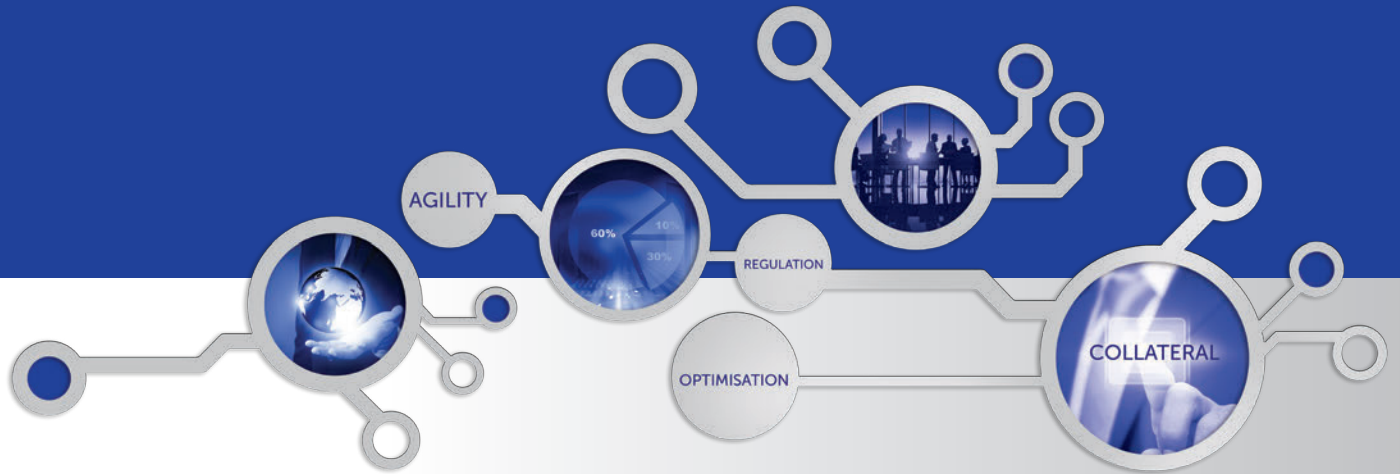 AGILITY
60%
10%
30%
REGULATION
COLLATERAL
OPTIMISATION